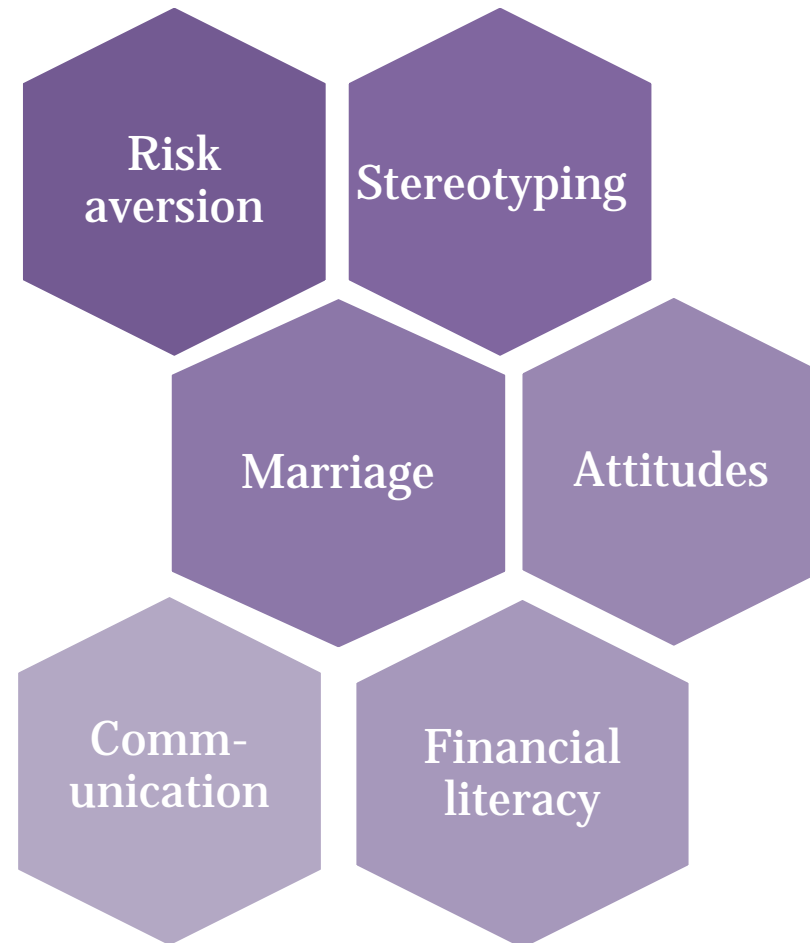 Risk
aversion
Stereotyping
Marriage
Attitudes
Comm-
unication
Financial
literacy